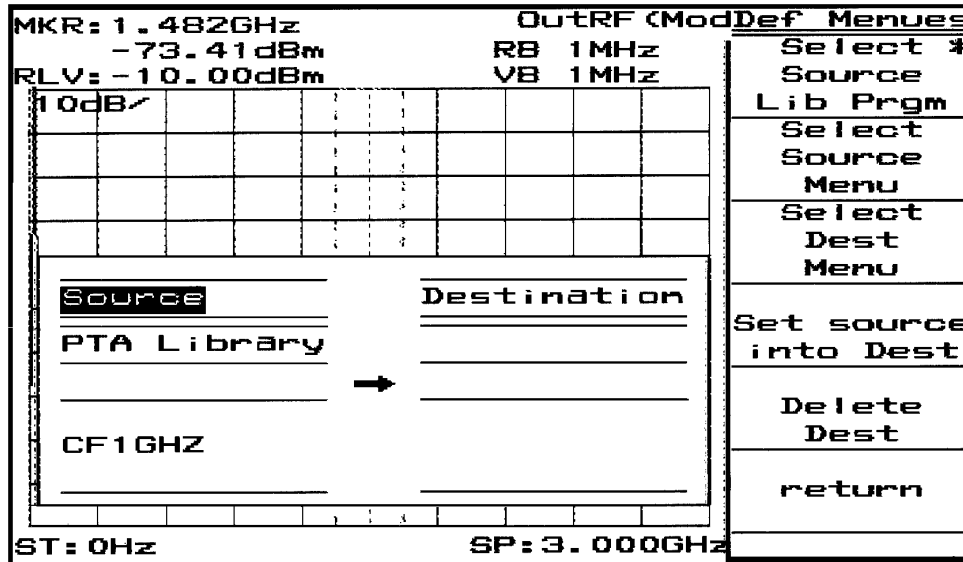 MKR:1.482GHz
-73.41dBm
RLV:-10.00dBm
OutRF(Mod
RB 1MHz
VB 1MHz
10dB/
Source
PTA Library
CF1GHZ
Destination
ST:0Hz
SP:3.000GHz
Def Menues
Select *
Source
Lib Prgm
Select
Source
Menu
Select
Dest
Menu
Set source
into Dest
Delete
Dest
return